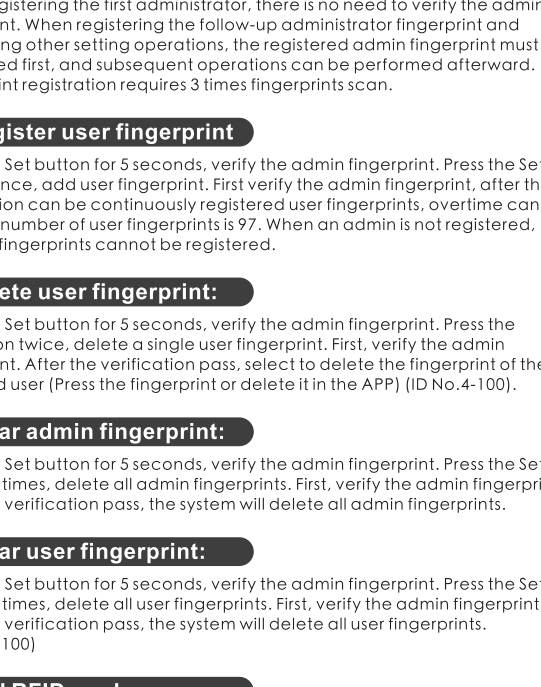 gistering the first administrator, there is no need to verify the admin
nt. When registering the follow-up administrator fingerprint and
ng other setting operations, the registered admin fingerprint must
ed first, and subsequent operations can be performed afterward.
int registration requires 3 times fingerprints scan.
gister user fingerprint
Set button for 5 seconds, verify the admin fingerprint. Press the Set
nce, add user fingerprint. First verify the admin fingerprint, after th
ion can be continuously registered user fingerprints, overtime can
number of user fingerprints is 97. When an admin is not registered,
fingerprints cannot be registered.
ete user fingerprint:
Set button for 5 seconds, verify the admin fingerprint. Press the
on twice, delete a single user fingerprint. First, verify the admin
nt. After the verification pass, select to delete the fingerprint of the
d user (Press the fingerprint or delete it in the APP) (ID No.4-100).
ar admin fingerprint:
Set button for 5 seconds, verify the admin fingerprint. Press the Set
times, delete all admin fingerprints. First, verify the admin fingerpri
verification pass, the system will delete all admin fingerprints.
ar user fingerprint:
Set button for 5 seconds, verify the admin fingerprint. Press the Set
times, delete all user fingerprints. First, verify the admin fingerprint
verification pass, the system will delete all user fingerprints.
100)